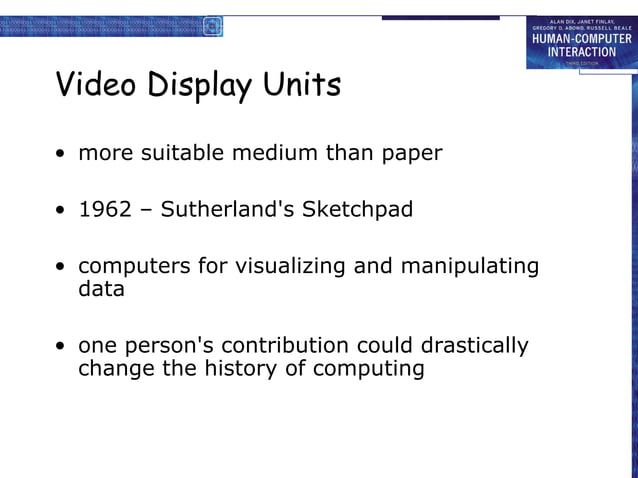 ALAN DIX, JANET FINLAY,
GREGORY D. ABOWD, RUSSELL BEALE
HUMAN-COMPUTER
INTERACTION
THIRD EDITION
Video Display Units
• more suitable medium than paper
• 1962 – Sutherland's Sketchpad
• computers for visualizing and manipulating
data
• one person's contribution could drastically
change the history of computing